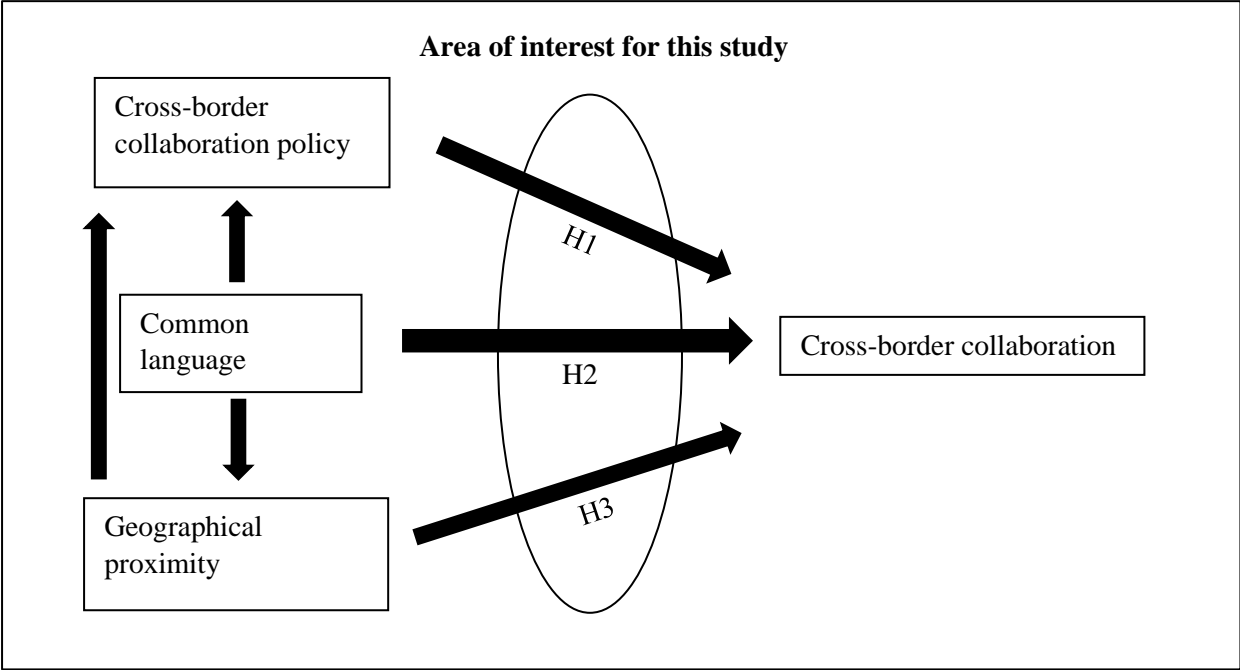 Area of interest for this study
Cross-border
collaboration policy
H1
Common
language
H2
Cross-border collaboration
H3
Geographical
proximity